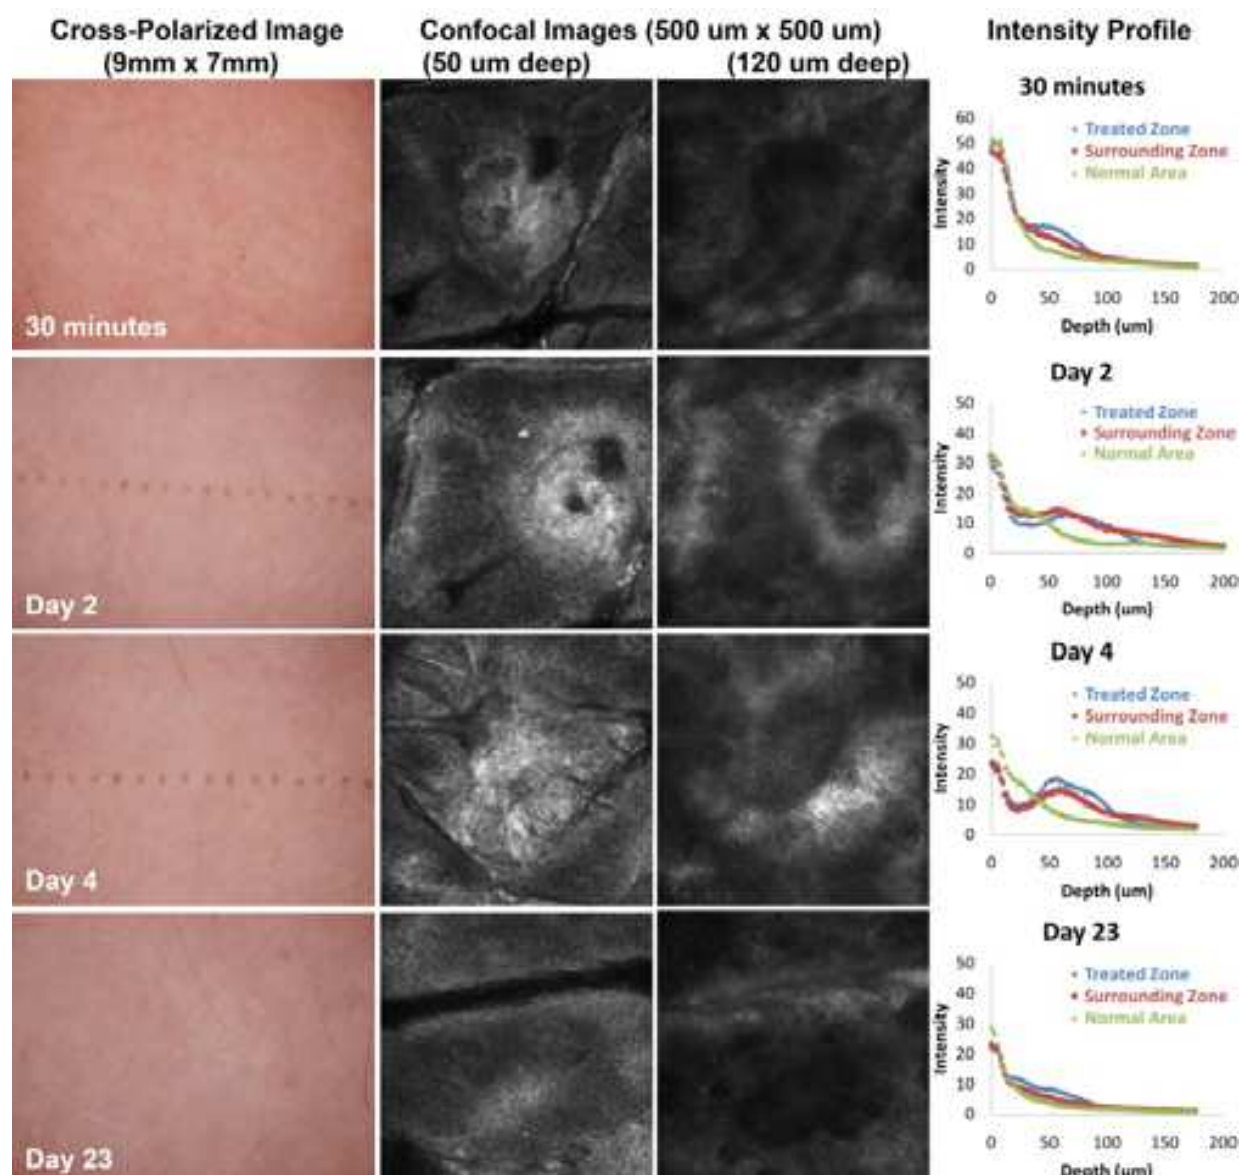 Cross-Polarized Image
(9mm x 7mm)
Confocal Images (500 um x 500 um)
(50 um deep)
(120 um deep)
Intensity Profile
30 minutes
30 minutes
60
50
40
30
20
10
0
Intensity
Treated Zone
Surrounding Zone
Normal Area
0 50 100 150 200
Depth (um)
Day 2
Day 2
50
40
30
20
10
0
Intensity
Treated Zone
Surrounding Zone
Normal Area
0 50 100 150 200
Depth (um)
Day 4
Day 4
50
40
30
20
10
0
Intensity
Treated Zone
Surrounding Zone
Normal Area
0 50 100 150 200
Depth (um)
Day 23
Day 23
50
40
30
20
10
0
Intensity
Treated Zone
Surrounding Zone
Normal Area
0 50 100 150 200
Depth (um)